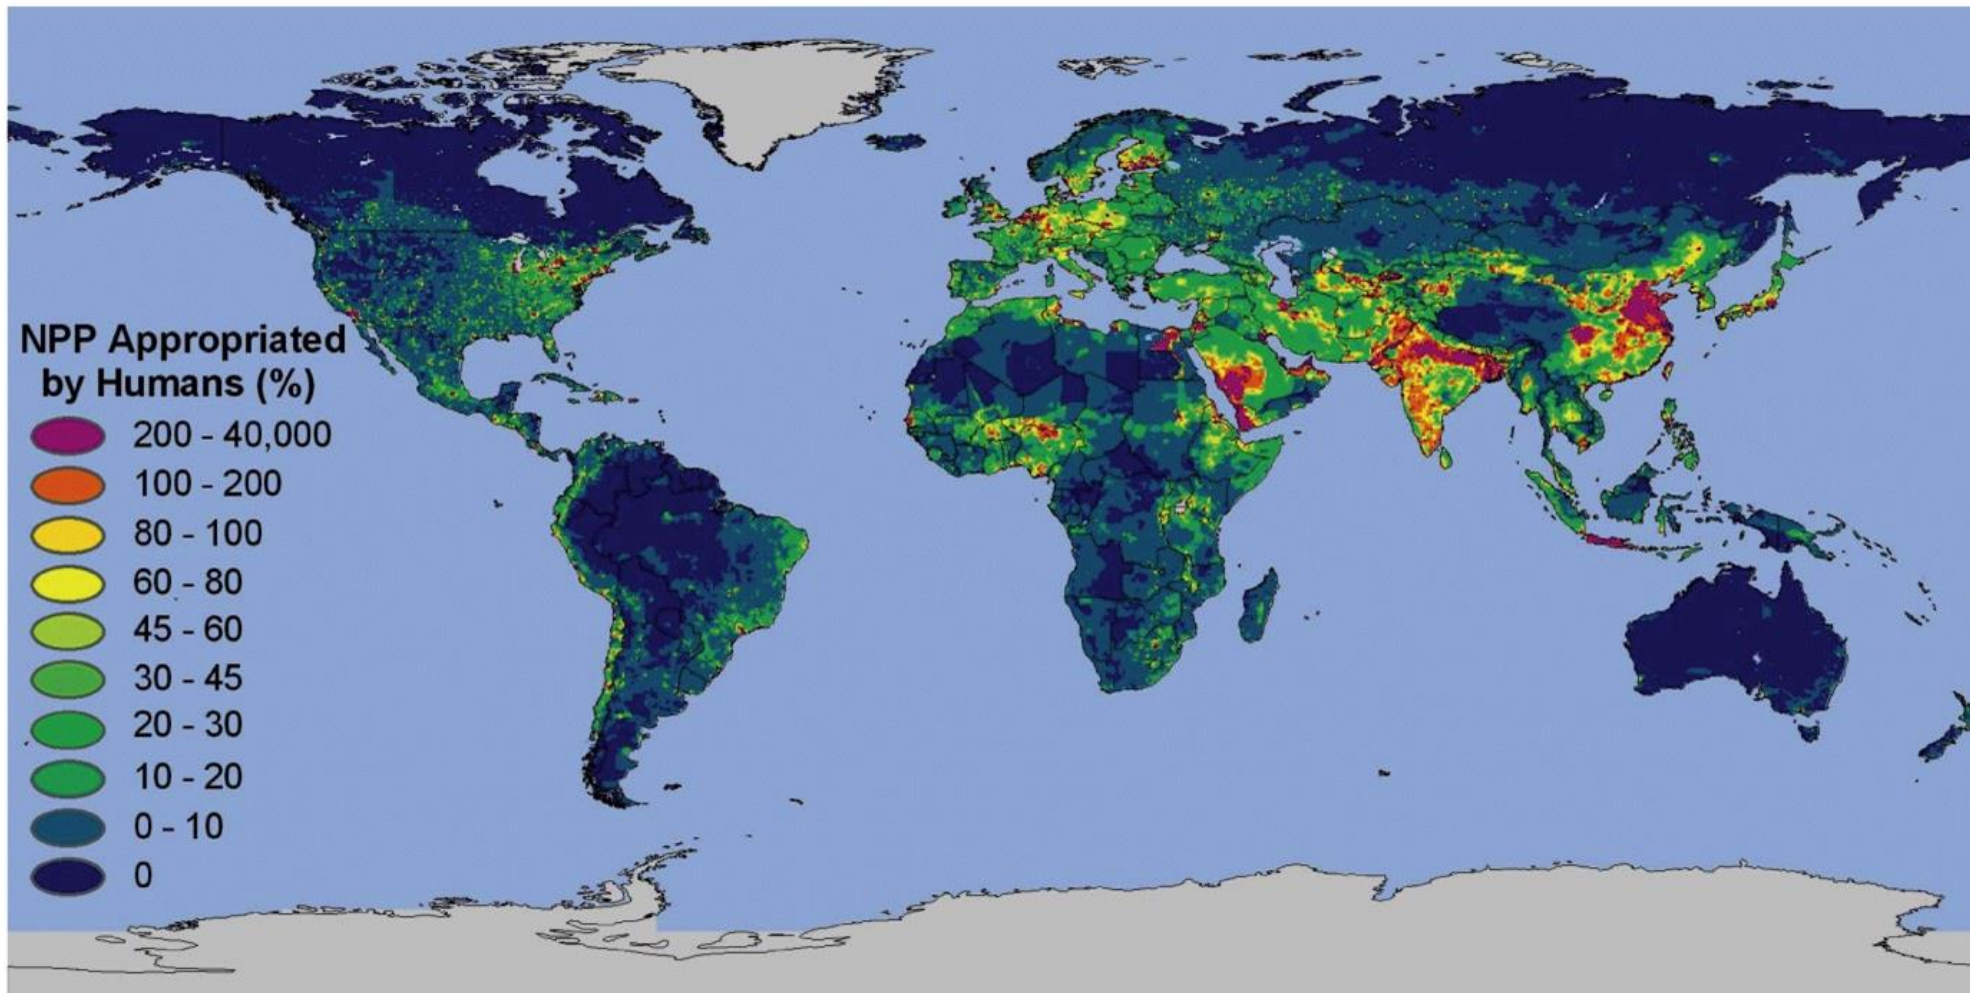 NPP Appropriated
by Humans (%)
200 - 40,000
100 - 200
80 - 100
60 - 80
45 - 60
30 - 45
20 - 30
10 - 20
0 - 10
0